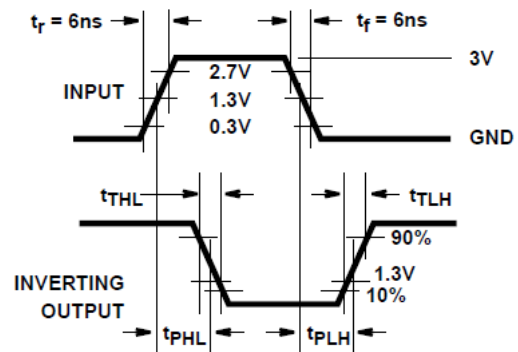 tr = 6ns
tf = 6ns
3V
2.7V
INPUT
1.3V
0.3V
GND
tTHL
tTLH
90%
INVERTING
OUTPUT
1.3V
10%
tPHL
tPLH